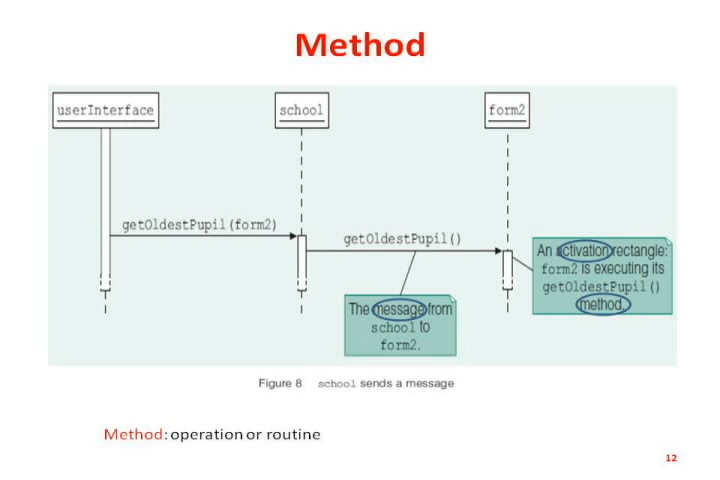 Method
userInterface
school
form2
getOldestPupil(form2)
getOldestPupil()
An activation rectangle:
form2 is executing its
getOldestPupil()
method.
The message from
school to
form2.
Figure 8 school sends a message
Method: operation or routine
12